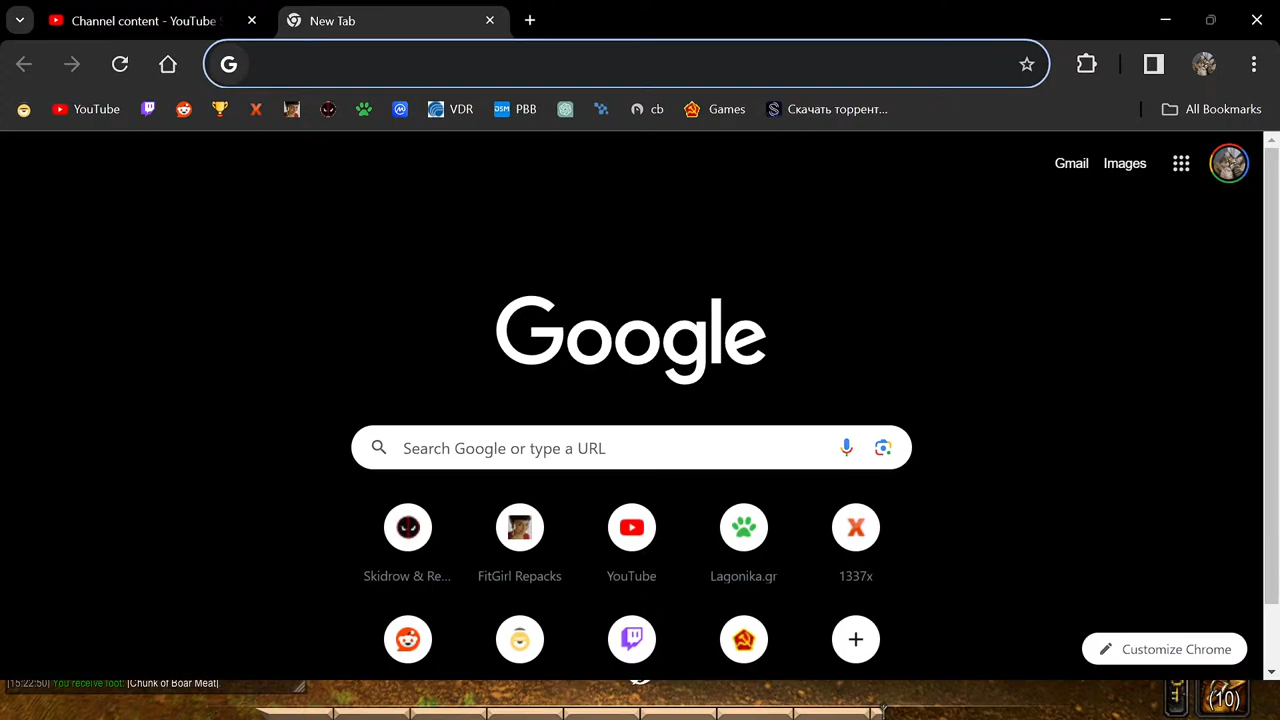 Channel content - YouTube S
New Tab
YouTube
VDR
PBB
cb
Games
Скачать торрент...
All Bookmarks
Gmail
Images
Google
Search Google or type a URL
Skidrow & Re...
FitGirl Repacks
YouTube
Lagonika.gr
1337x
Customize Chrome
[15:22:50] You receive loot: [Chunk of Boar Meat].
(10)